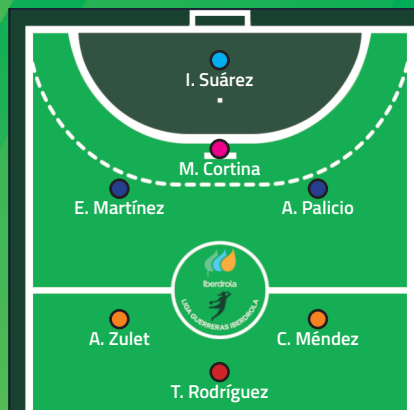 I. Suárez
M. Cortina
E. Martínez
A. Palicio
Iberdrola
LIGA GUERRERAS IBERDROLA
A. Zulet
C. Méndez
T. Rodríguez